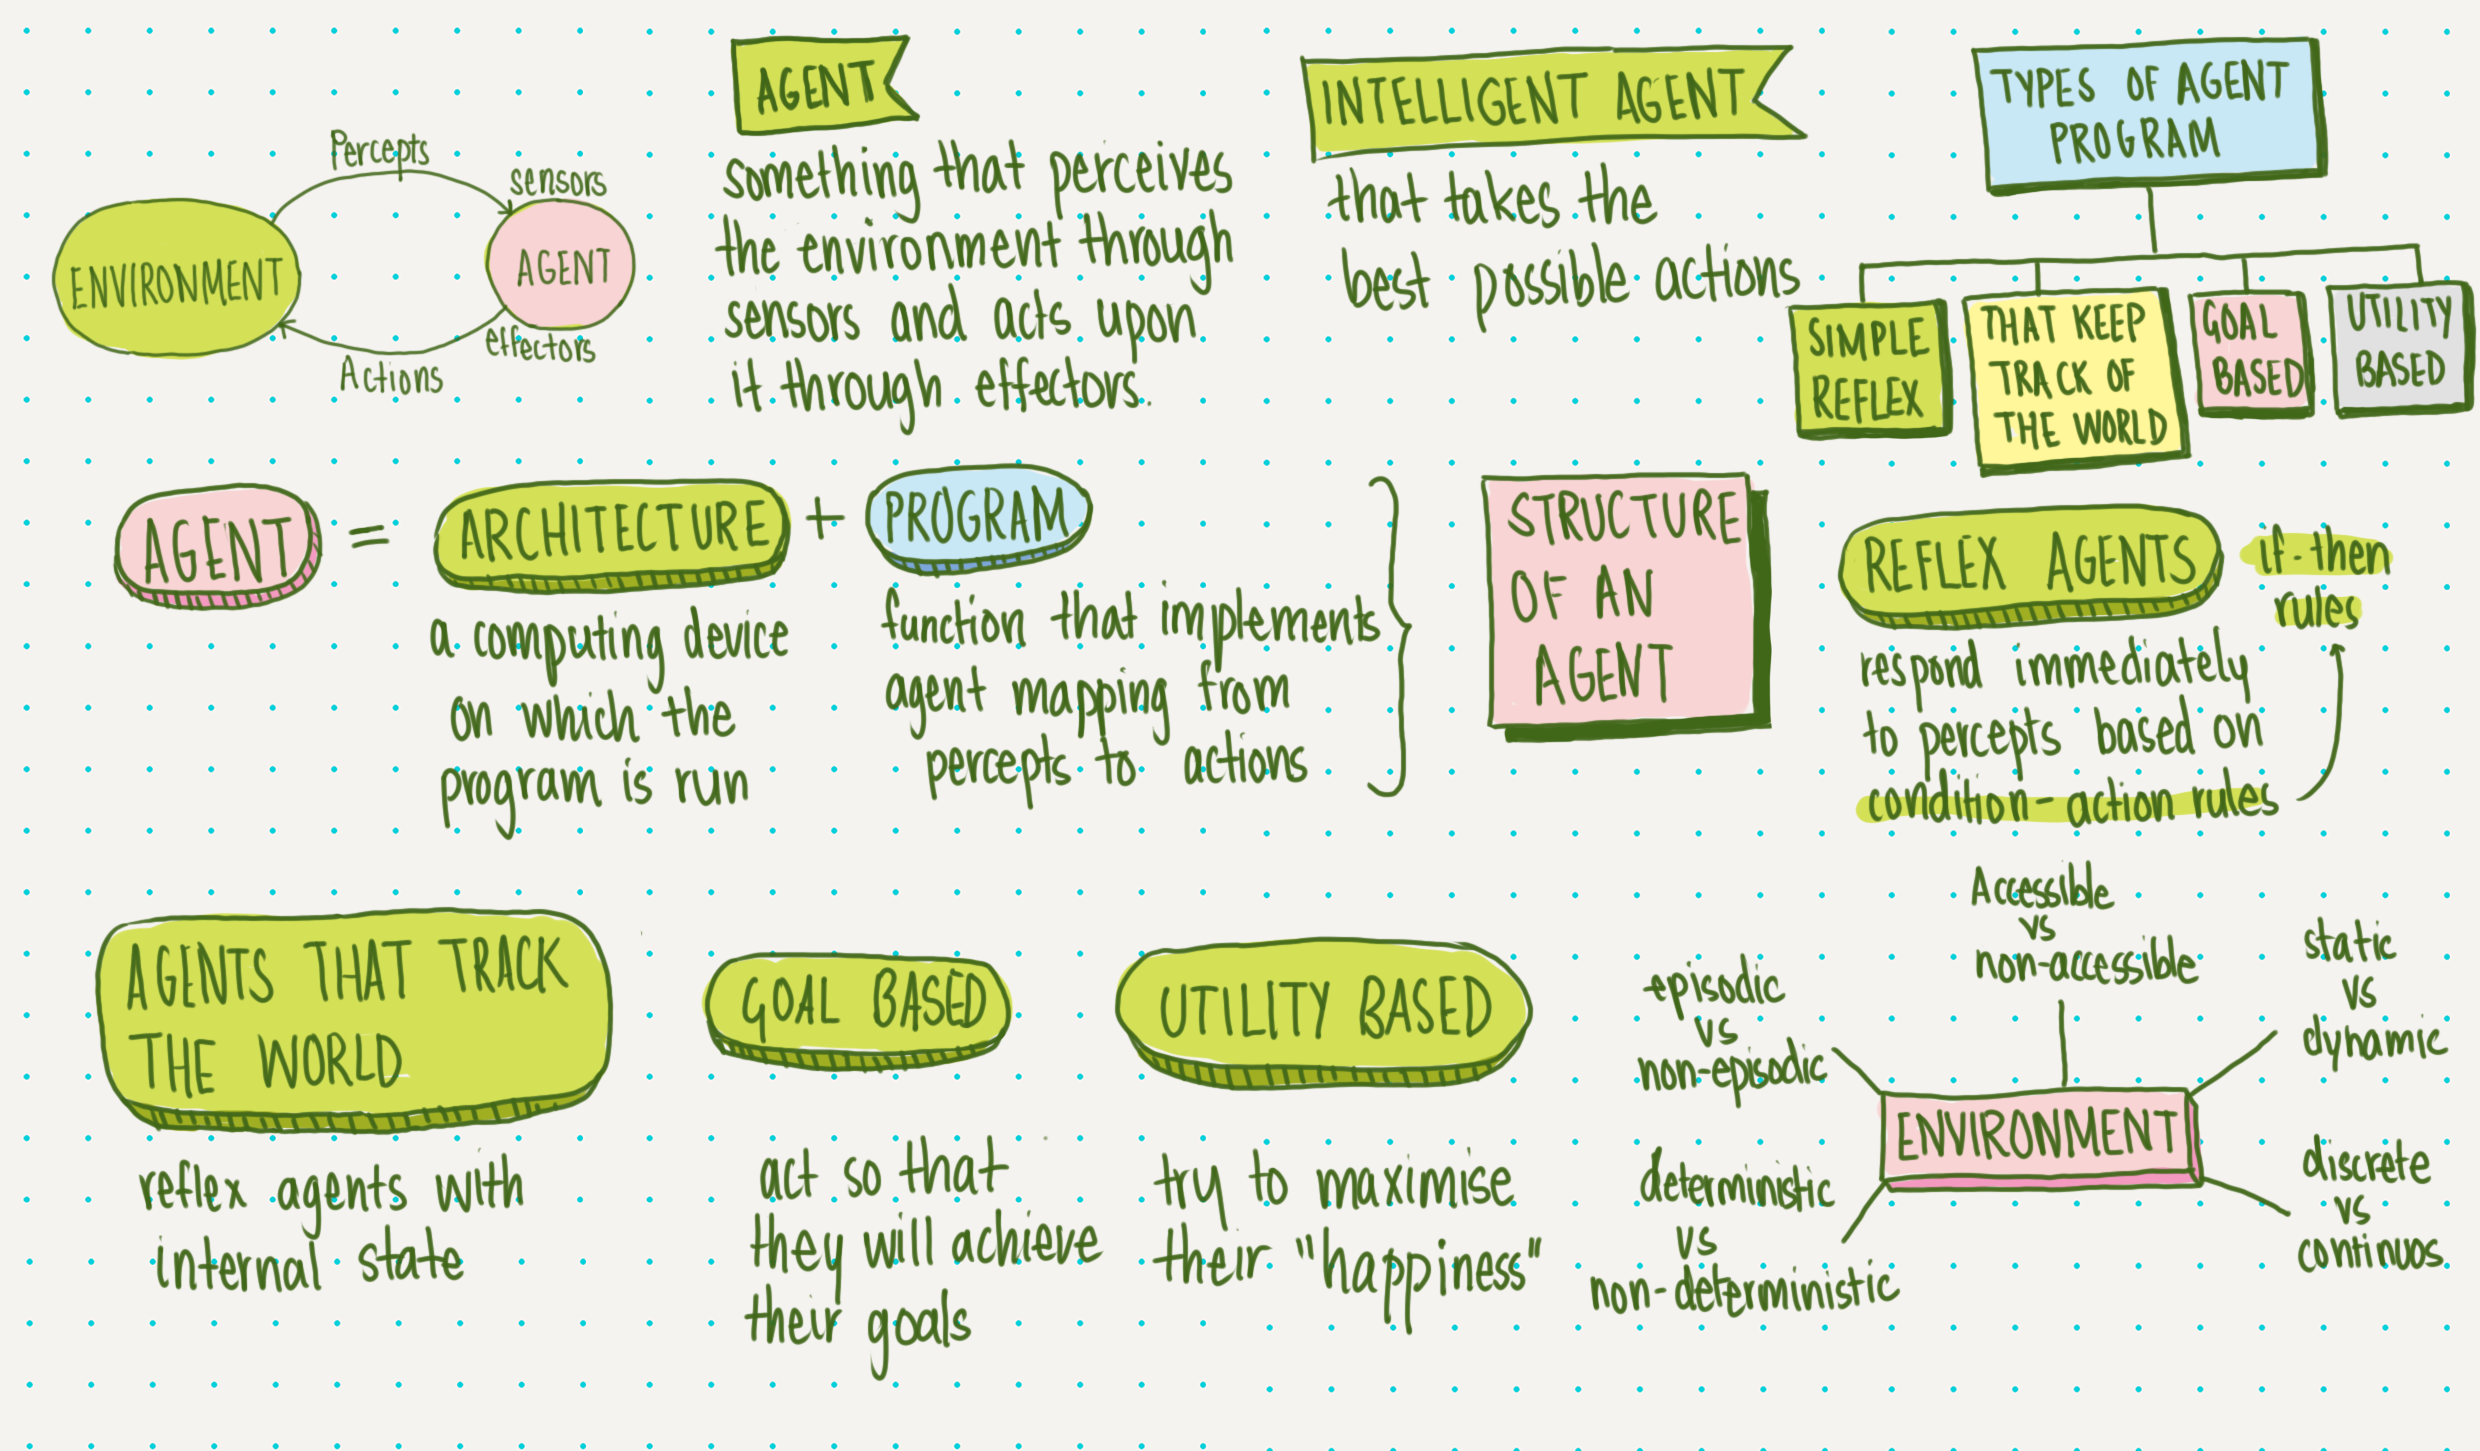 Percepts
sensors
ENVIRONMENT
AGENT
effectors
Actions
AGENT
something that perceives
the environment through
sensors and acts upon
it through effectors.
INTELLIGENT AGENT
that takes the
best possible actions
TYPES OF AGENT
PROGRAM
SIMPLE
REFLEX
THAT KEEP
TRACK OF
THE WORLD
GOAL
BASED
UTILITY
BASED
AGENT = ARCHITECTURE + PROGRAM
a computing device
on which the
program is run
function that implements
agent mapping from
percepts to actions
STRUCTURE
OF AN
AGENT
REFLEX AGENTS
if-then
rules
respond immediately
to percepts based on
condition-action rules
AGENTS THAT TRACK
THE WORLD
reflex agents with
internal state
GOAL BASED
act so that
they will achieve
their goals
UTILITY BASED
try to maximise
their "happiness"
Accessible
vs
non-accessible
episodic
vs
non-episodic
static
vs
dynamic
ENVIRONMENT
deterministic
vs
non-deterministic
discrete
vs
continuos